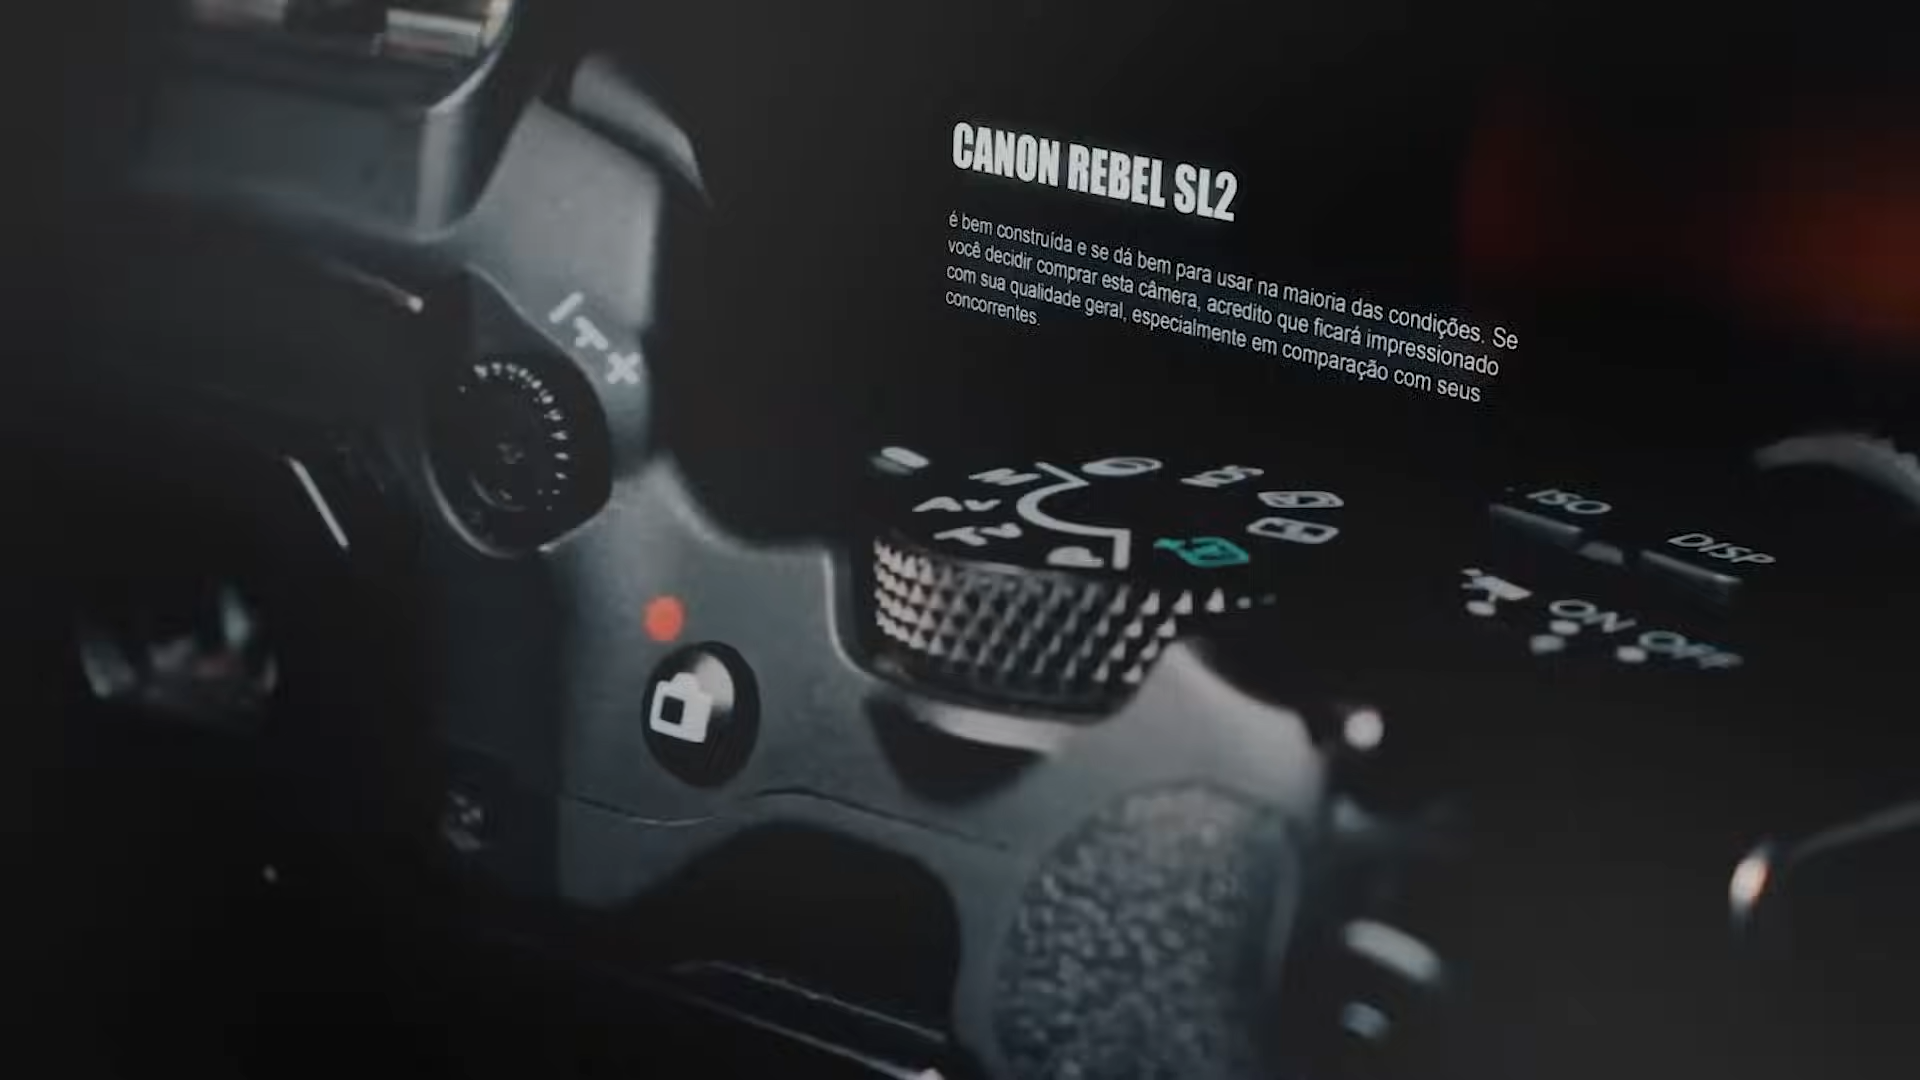 CANON REBEL SL2
é bem construída e se dá bem para usar na maioria das condições. Se
você decidir comprar esta câmera, acredito que ficará impressionado
com sua qualidade geral, especialmente em comparação com seus
concorrentes.
M
Av
Tv
P
ISO
DISP
ON OFF